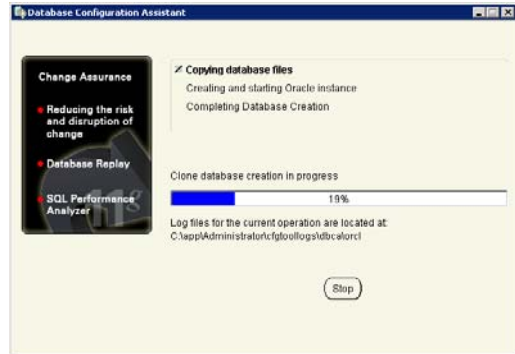 Database Configuration Assistant
Change Assurance
Reducing the risk
and disruption of
change
Database Replay
SQL Performance
Analyzer
11g
Copying database files
Creating and starting Oracle instance
Completing Database Creation
Clone database creation in progress
19%
Log files for the current operation are located at:
C:\app\Administrator\cfgtoollogs\dbca\orcl
Stop